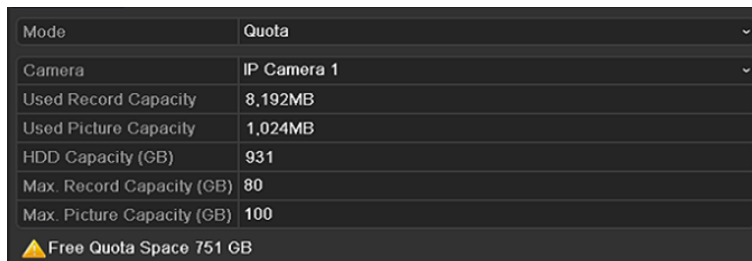 Mode Quota
Camera IP Camera 1
Used Record Capacity 8,192MB
Used Picture Capacity 1,024MB
HDD Capacity (GB) 931
Max. Record Capacity (GB) 80
Max. Picture Capacity (GB) 100
Free Quota Space 751 GB